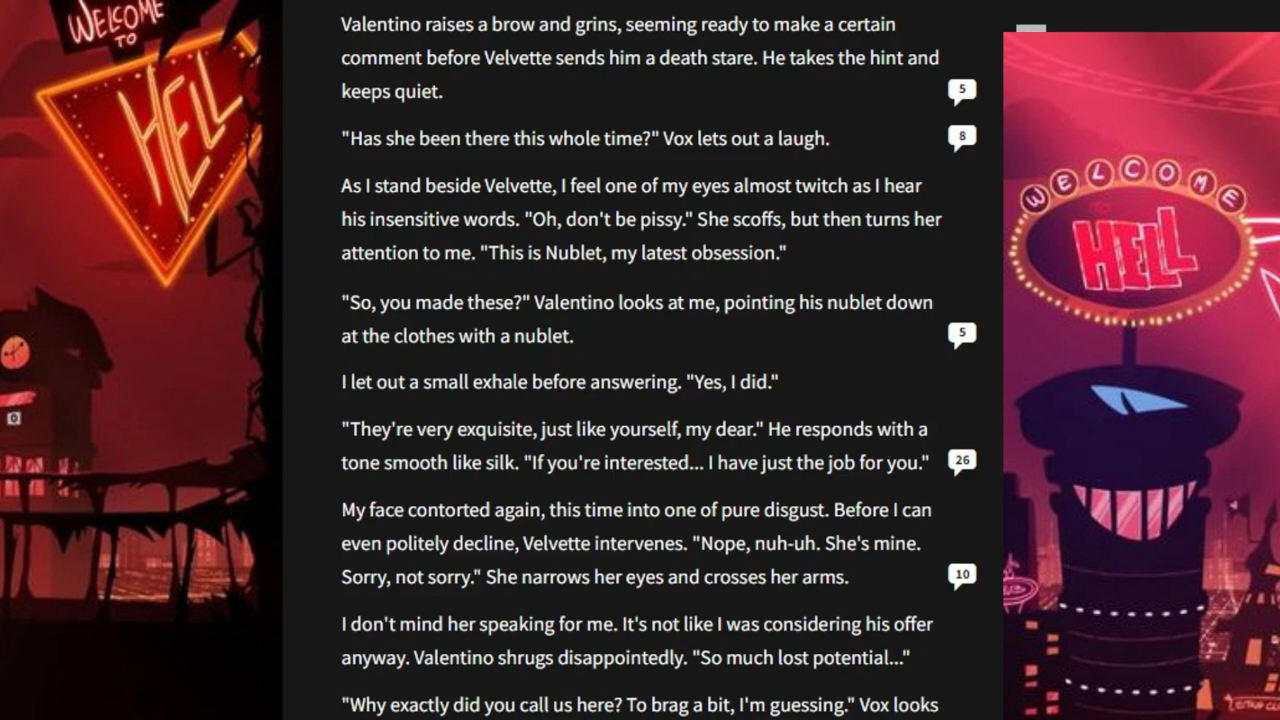 WELCOME
TO
HELL
Valentino raises a brow and grins, seeming ready to make a certain
comment before Velvette sends him a death stare. He takes the hint and
keeps quiet.
5
"Has she been there this whole time?" Vox lets out a laugh.
8
As I stand beside Velvette, I feel one of my eyes almost twitch as I hear
his insensitive words. "Oh, don't be pissy." She scoffs, but then turns her
attention to me. "This is Nublet, my latest obsession."
"So, you made these?" Valentino looks at me, pointing his nublet down
at the clothes with a nublet.
5
I let out a small exhale before answering. "Yes, I did."
"They're very exquisite, just like yourself, my dear." He responds with a
tone smooth like silk. "If you're interested... I have just the job for you."
26
My face contorted again, this time into one of pure disgust. Before I can
even politely decline, Velvette intervenes. "Nope, nuh-uh. She's mine.
Sorry, not sorry." She narrows her eyes and crosses her arms.
10
I don't mind her speaking for me. It's not like I was considering his offer
anyway. Valentino shrugs disappointedly. "So much lost potential..."
"Why exactly did you call us here? To brag a bit, I'm guessing." Vox looks
WELCOME
HELL